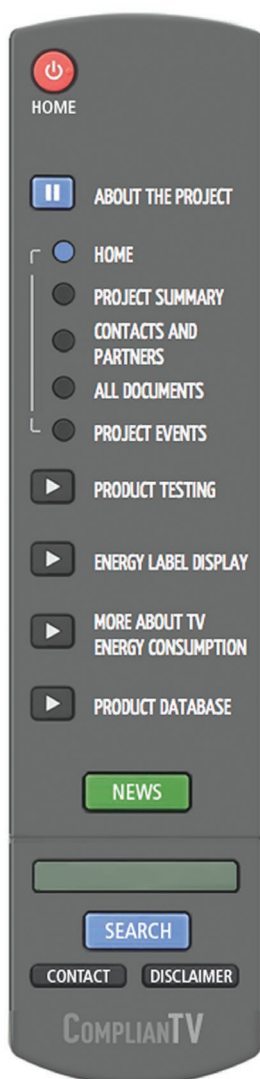 HOME
ABOUT THE PROJECT
HOME
PROJECT SUMMARY
CONTACTS AND
PARTNERS
ALL DOCUMENTS
PROJECT EVENTS
PRODUCT TESTING
ENERGY LABEL DISPLAY
MORE ABOUT TV
ENERGY CONSUMPTION
PRODUCT DATABASE
NEWS
SEARCH
CONTACT DISCLAIMER
COMPLIANTV